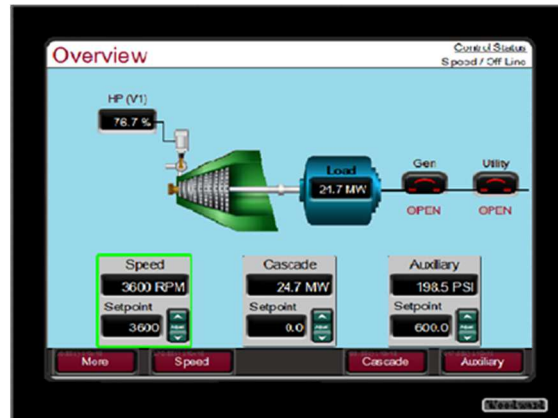 Overview
Control Status
Speed / Off Line
HP (V1)
76.7 %
Load
24.7 MW
Gen
Utility
OPEN
OPEN
Speed
3600 RPM
Setpoint
3600
Cascade
24.7 MW
Setpoint
0.0
Auxiliary
198.5 PSI
Setpoint
600.0
More
Speed
Cascade
Auxiliary